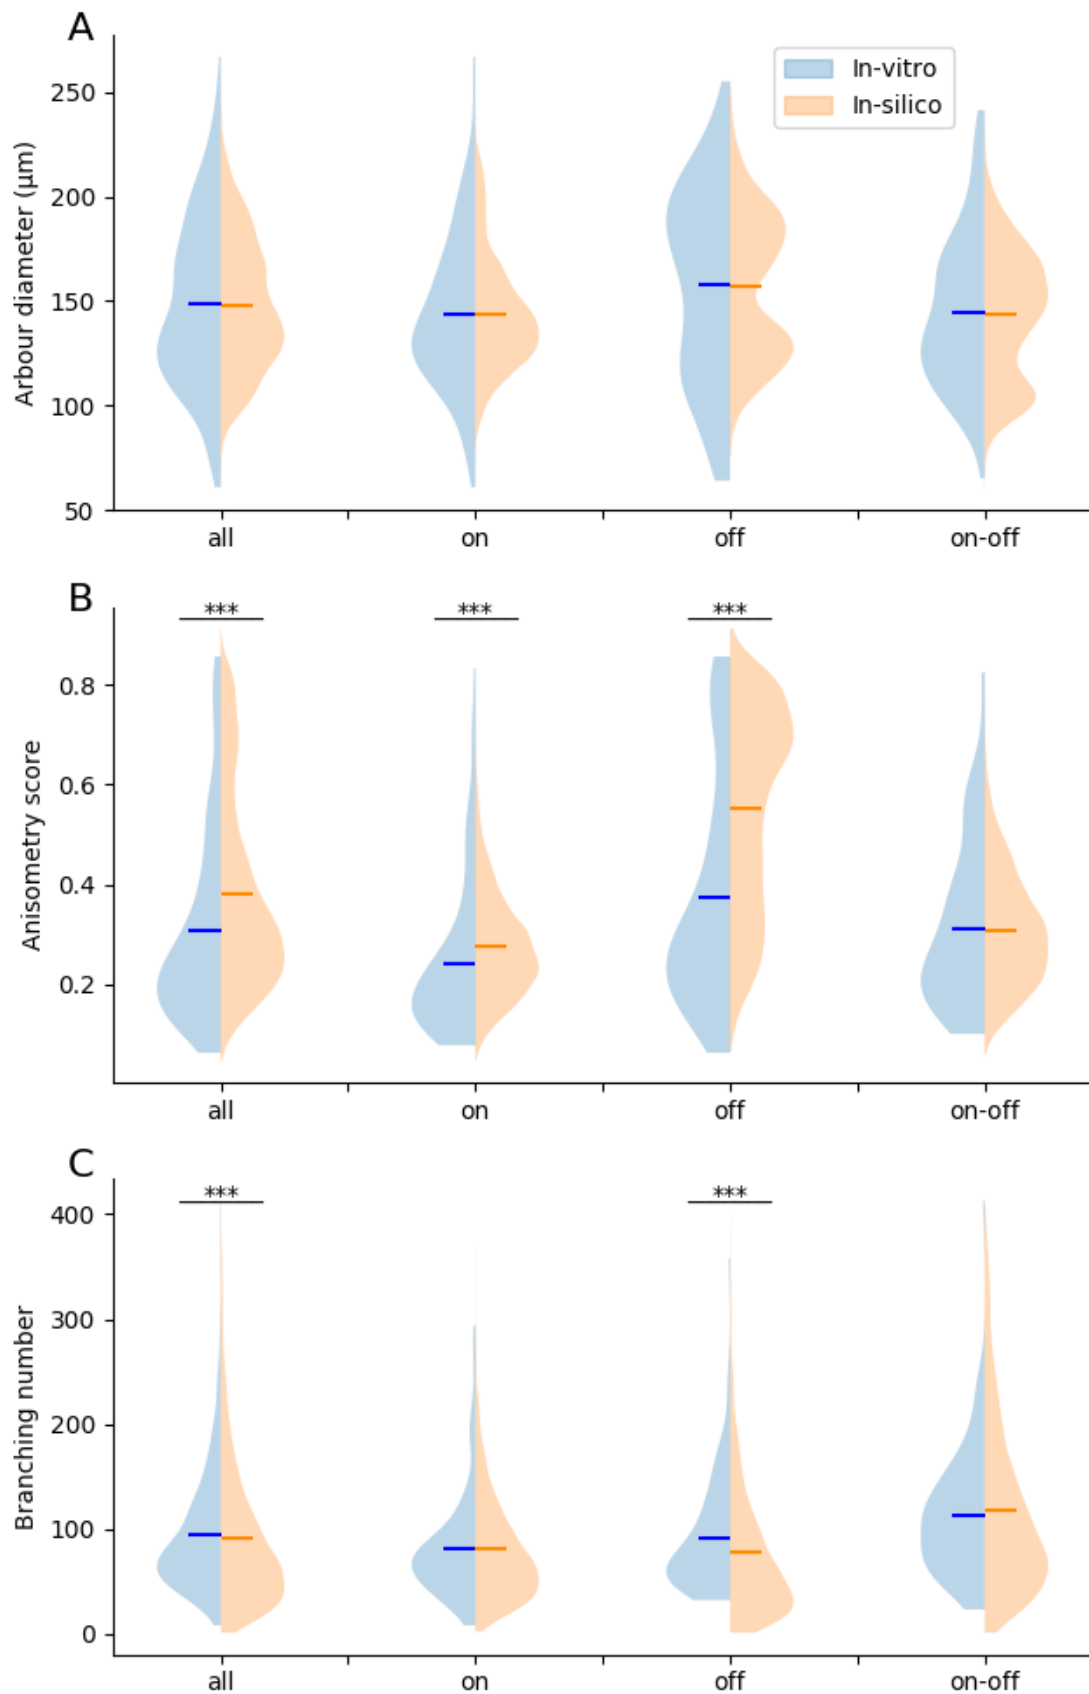 A
250
200
150
100
50
Arbour diameter (µm)
In-vitro
In-silico
all on off on-off
B
*** *** ***
0.8
0.6
0.4
0.2
Anisometry score
all on off on-off
C
*** ***
400
300
200
100
0
Branching number
all on off on-off